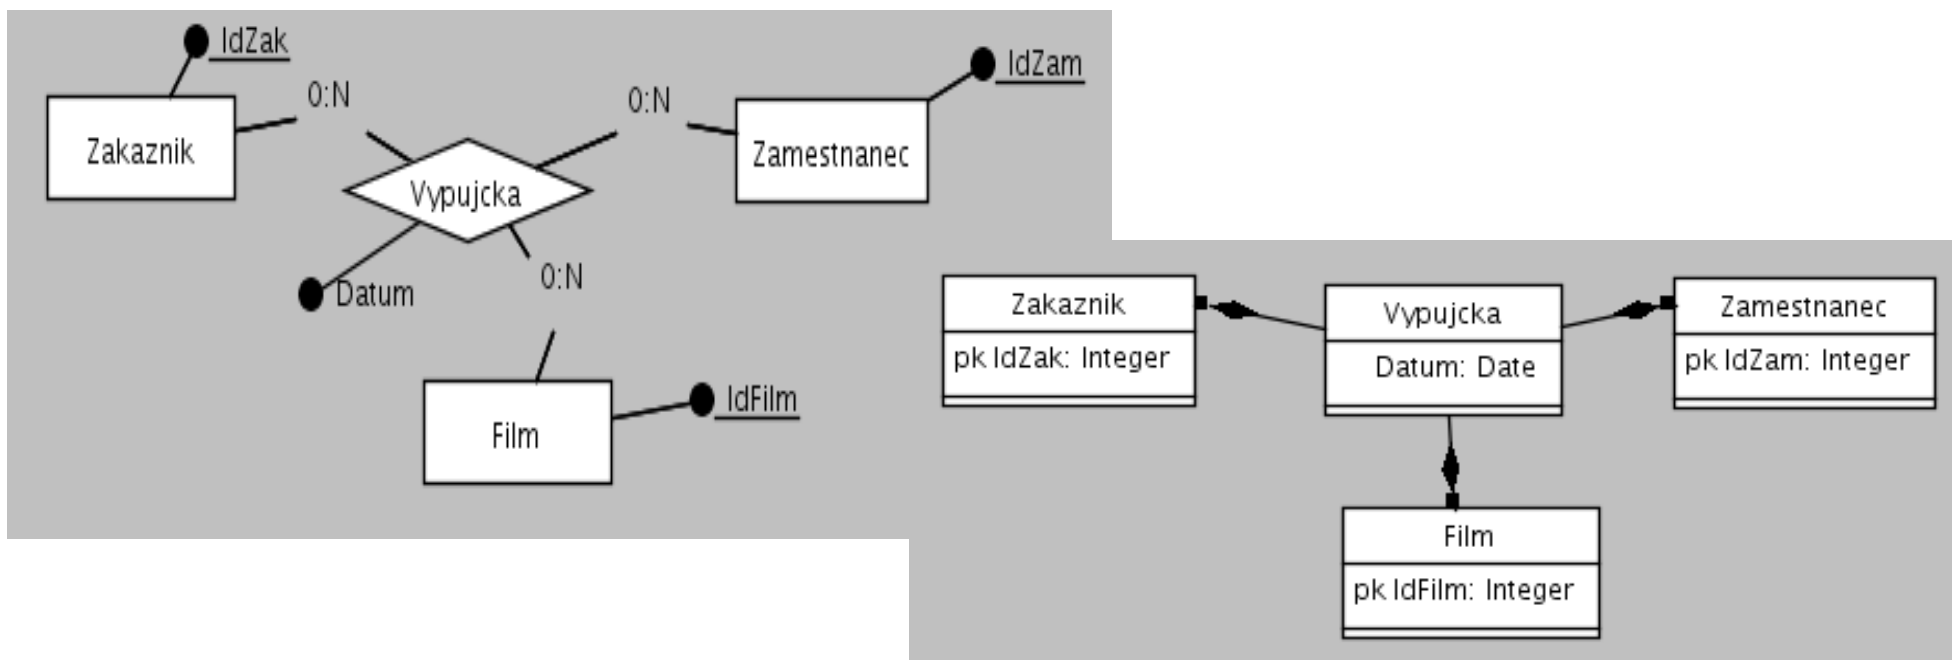 IdZak
0:N
Zakaznik
0:N
IdZam
Zamestnanec
Vypujcka
Datum
0:N
Film
IdFilm
Zakaznik
pk IdZak: Integer
Vypujcka
Datum: Date
Zamestnanec
pk IdZam: Integer
Film
pk IdFilm: Integer